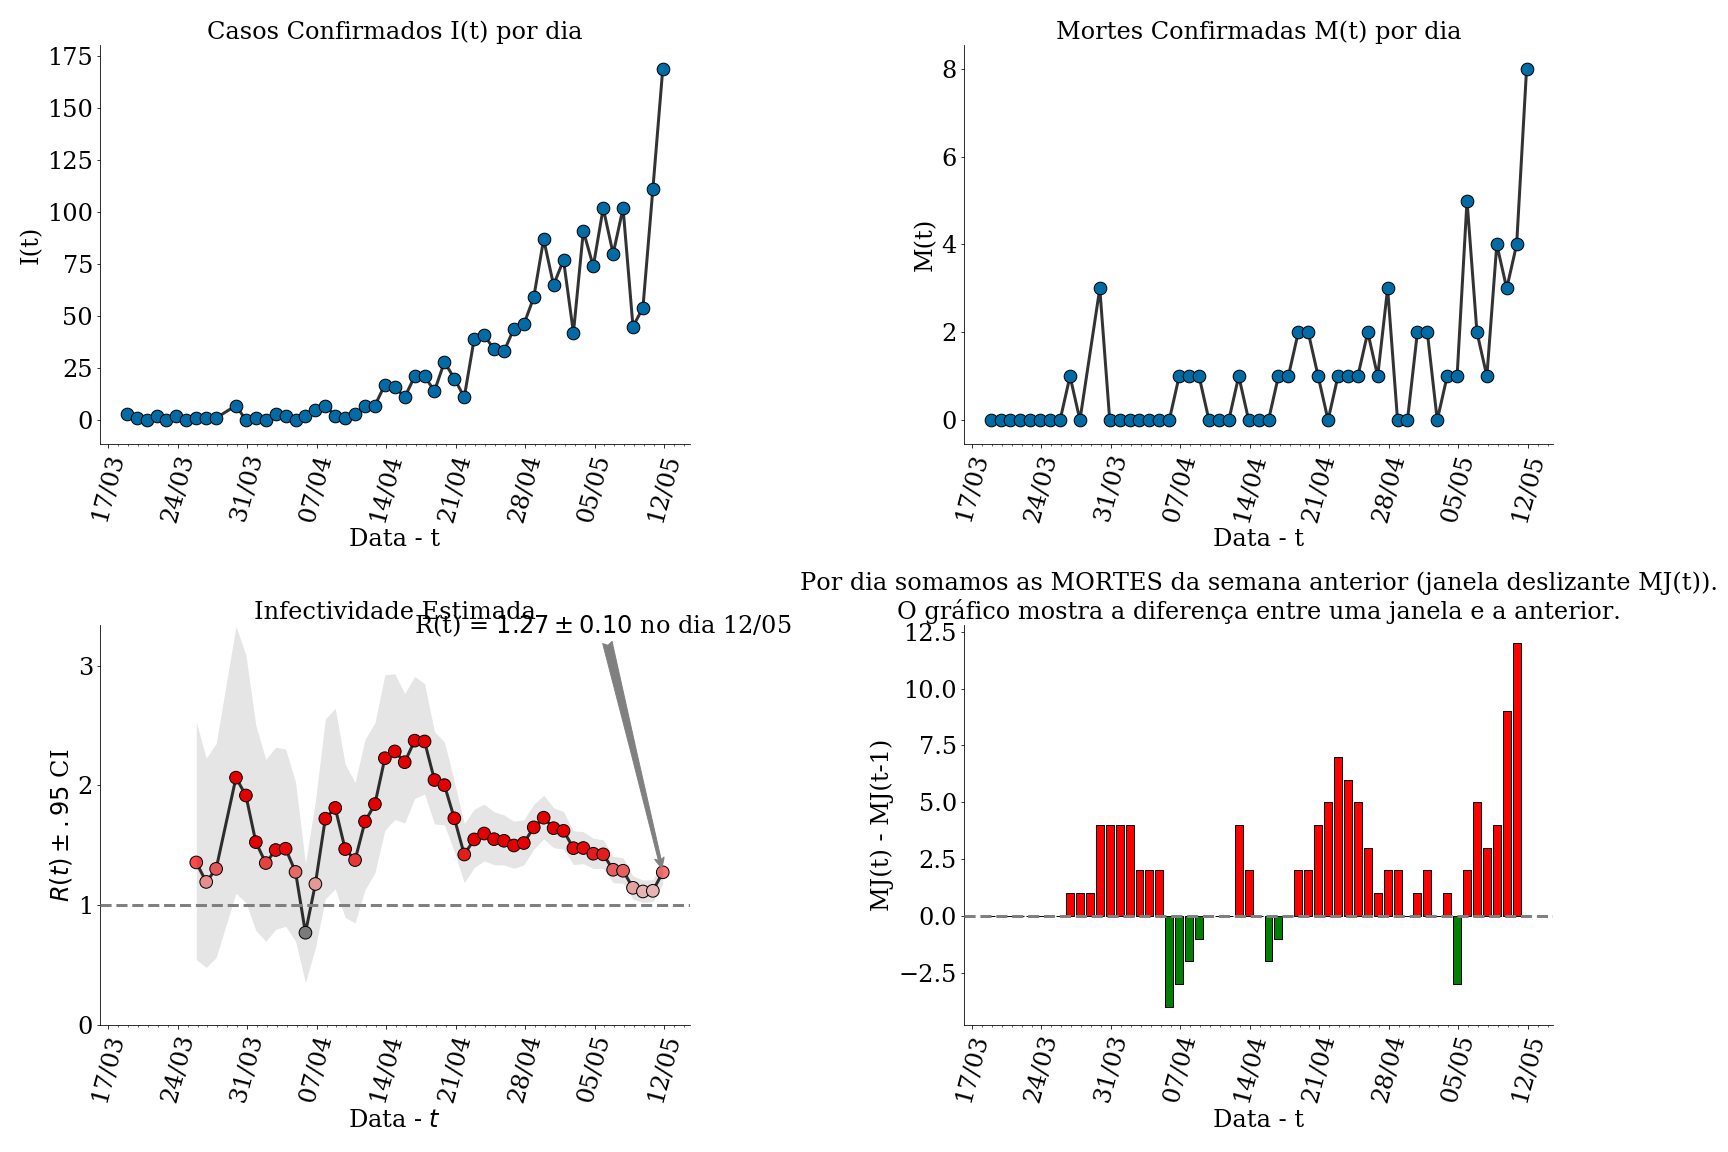 Casos Confirmados I(t) por dia
I(t)
175
150
125
100
75
50
25
0
17/03 24/03 31/03 07/04 14/04 21/04 28/04 05/05 12/05
Data - t
Mortes Confirmadas M(t) por dia
M(t)
8
6
4
2
0
17/03 24/03 31/03 07/04 14/04 21/04 28/04 05/05 12/05
Data - t
Infectividade Estimada
R(t) = 1.27 ± 0.10 no dia 12/05
R(t) ± .95 CI
3
2
1
0
17/03 24/03 31/03 07/04 14/04 21/04 28/04 05/05 12/05
Data - t
Por dia somamos as MORTES da semana anterior (janela deslizante MJ(t)).
O gráfico mostra a diferença entre uma janela e a anterior.
MJ(t) - MJ(t-1)
12.5
10.0
7.5
5.0
2.5
0.0
−2.5
17/03 24/03 31/03 07/04 14/04 21/04 28/04 05/05 12/05
Data - t